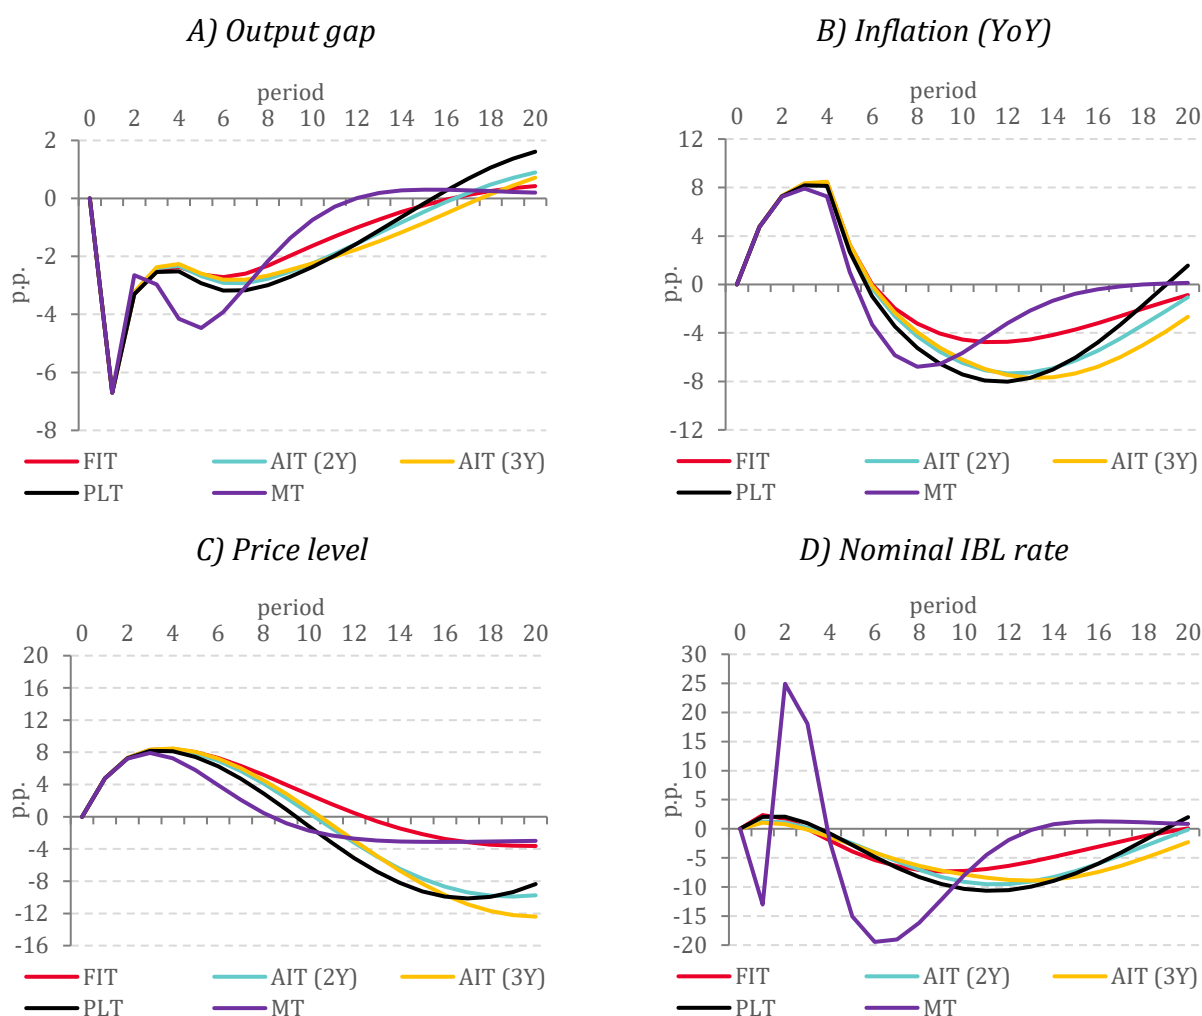 A) Output gap
period
0 2 4 6 8 10 12 14 16 18 20
2
0
-2
-4
-6
-8
p.p.
FIT AIT (2Y) AIT (3Y)
PLT MT
B) Inflation (YoY)
period
0 2 4 6 8 10 12 14 16 18 20
12
8
4
0
-4
-8
-12
p.p.
FIT AIT (2Y) AIT (3Y)
PLT MT
C) Price level
period
0 2 4 6 8 10 12 14 16 18 20
20
16
12
8
4
0
-4
-8
-12
-16
p.p.
FIT AIT (2Y) AIT (3Y)
PLT MT
D) Nominal IBL rate
period
0 2 4 6 8 10 12 14 16 18 20
30
25
20
15
10
5
0
-5
-10
-15
-20
p.p.
FIT AIT (2Y) AIT (3Y)
PLT MT